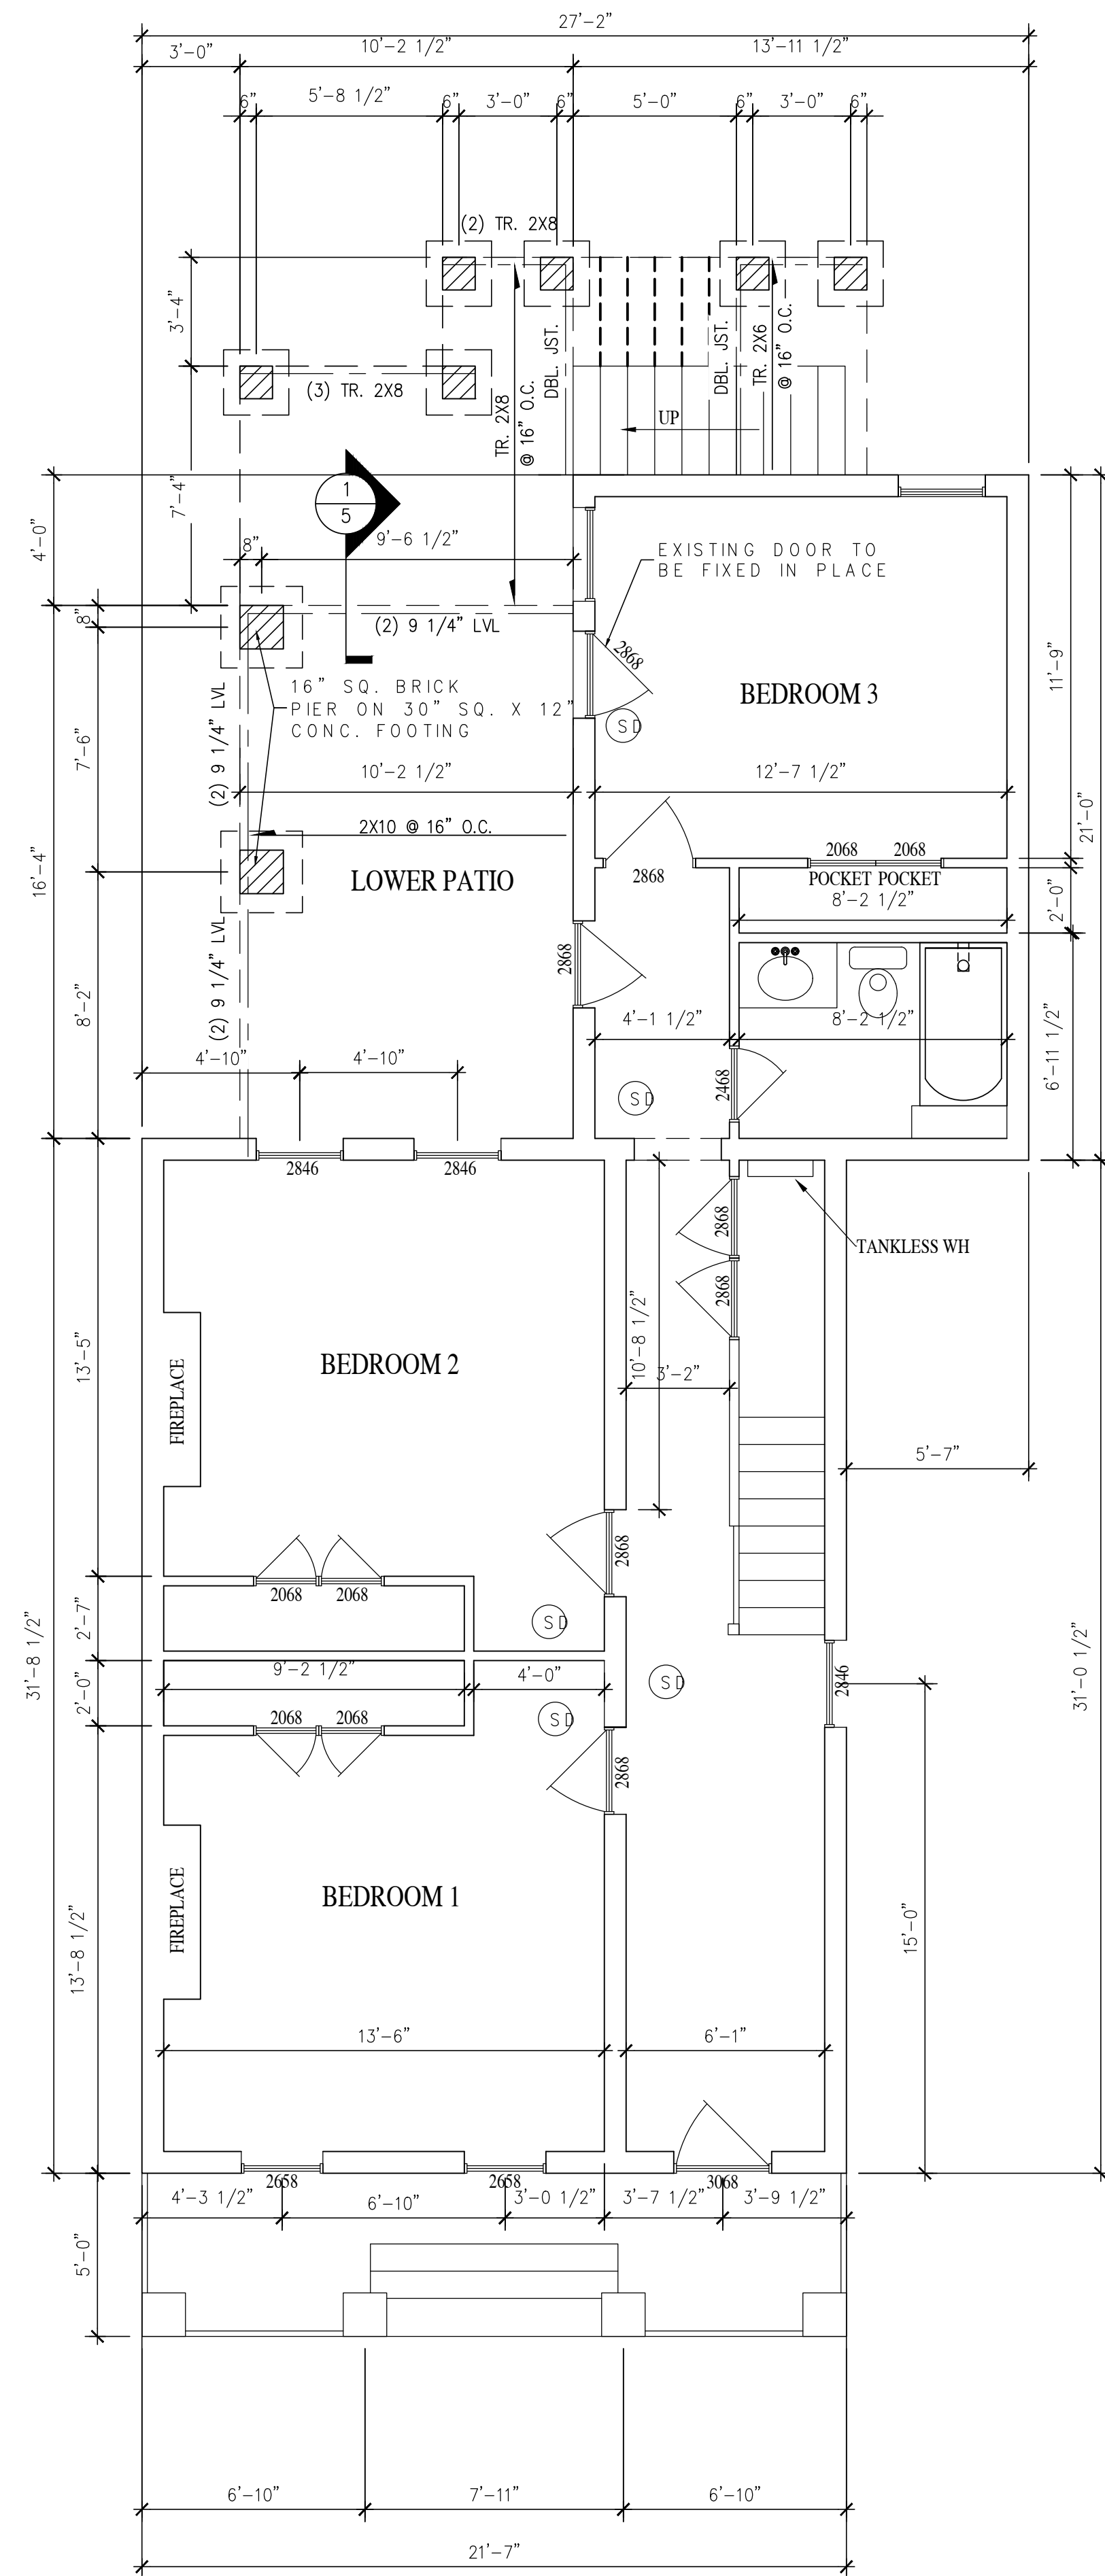 27'-2"
3'-0"
10'-2 1/2"
13'-11 1/2"
6"
5'-8 1/2"
6"
3'-0"
6"
5'-0"
6"
3'-0"
6"
(2) TR. 2X8
3'-4"
(3) TR. 2X8
TR. 2X8
@ 16" O.C.
DBL. JST.
DBL. JST.
TR. 2X6
@ 16" O.C.
UP
4'-0"
7'-4"
1
5
8"
9'-6 1/2"
EXISTING DOOR TO
BE FIXED IN PLACE
8"
(2) 9 1/4" LVL
2868
16" SQ. BRICK
PIER ON 30" SQ. X 12"
CONC. FOOTING
BEDROOM 3
SD
11'-9"
7'-6"
(2) 9 1/4" LVL
10'-2 1/2"
12'-7 1/2"
2X10 @ 16" O.C.
21'-0"
16'-4"
LOWER PATIO
2868
2068
2068
POCKET
POCKET
8'-2 1/2"
2'-0"
2868
8'-2"
(2) 9 1/4" LVL
4'-1 1/2"
8'-2 1/2"
6'-11 1/2"
4'-10"
4'-10"
2468
SD
2846
2846
2868
TANKLESS WH
2868
13'-5"
BEDROOM 2
FIREPLACE
10'-8 1/2"
3'-2"
5'-7"
2868
2068
2068
SD
2'-7"
31'-8 1/2"
31'-0 1/2"
9'-2 1/2"
4'-0"
SD
2846
2'-0"
2068
2068
SD
2868
BEDROOM 1
FIREPLACE
13'-8 1/2"
15'-0"
13'-6"
6'-1"
2658
2658
3068
4'-3 1/2"
6'-10"
3'-0 1/2"
3'-7 1/2"
3'-9 1/2"
5'-0"
6'-10"
7'-11"
6'-10"
21'-7"